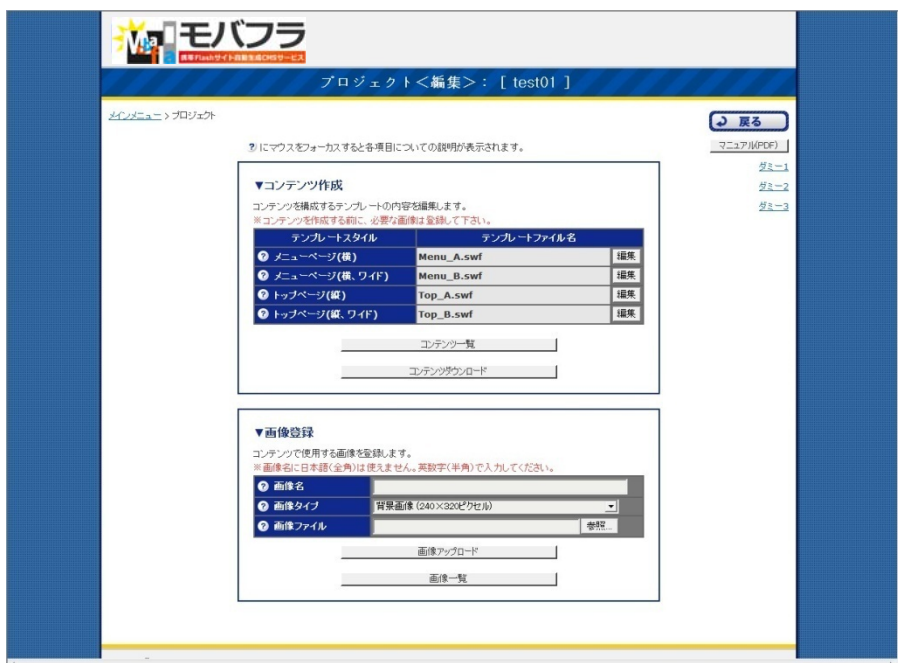 モバフラ
携帯Flashサイト自動生成CMSサービス
プロジェクト<編集>: [ test01 ]
メインメニュー > プロジェクト
戻る
? にマウスをフォーカスすると各項目についての説明が表示されます。
マニュアル(PDF)
ダミー1
ダミー2
ダミー3
▼コンテンツ作成
コンテンツを構成するテンプレートの内容を編集します。
※コンテンツを作成する前に、必要な画像は登録して下さい。
テンプレートスタイル テンプレートファイル名
? メニューページ(横) Menu_A.swf 編集
? メニューページ(横、ワイド) Menu_B.swf 編集
? トップページ(縦) Top_A.swf 編集
? トップページ(縦、ワイド) Top_B.swf 編集
コンテンツ一覧
コンテンツダウンロード
▼画像登録
コンテンツで使用する画像を登録します。
※画像名に日本語(全角)は使えません。英数字(半角)で入力してください。
? 画像名
? 画像タイプ 背景画像 (240×320ピクセル)
? 画像ファイル 参照...
画像アップロード
画像一覧